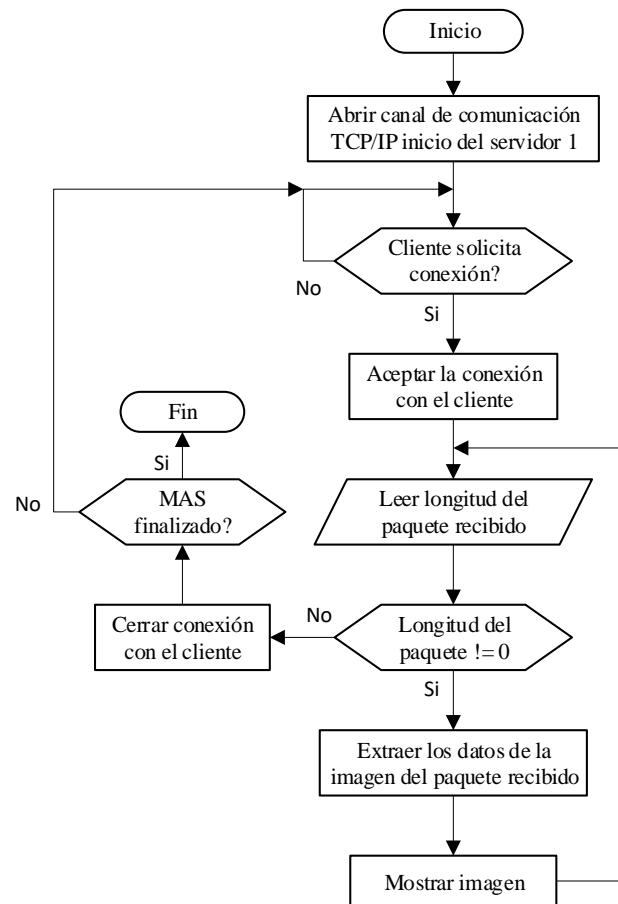 Inicio
Abrir canal de comunicación
TCP/IP inicio del servidor 1
Cliente solicita
conexión?
No
Si
Aceptar la conexión
con el cliente
Fin
Si
No
MAS
finalizado?
Leer longitud del
paquete recibido
Cerrar conexión
con el cliente
No
Longitud del
paquete != 0
Si
Extraer los datos de la
imagen del paquete recibido
Mostrar imagen